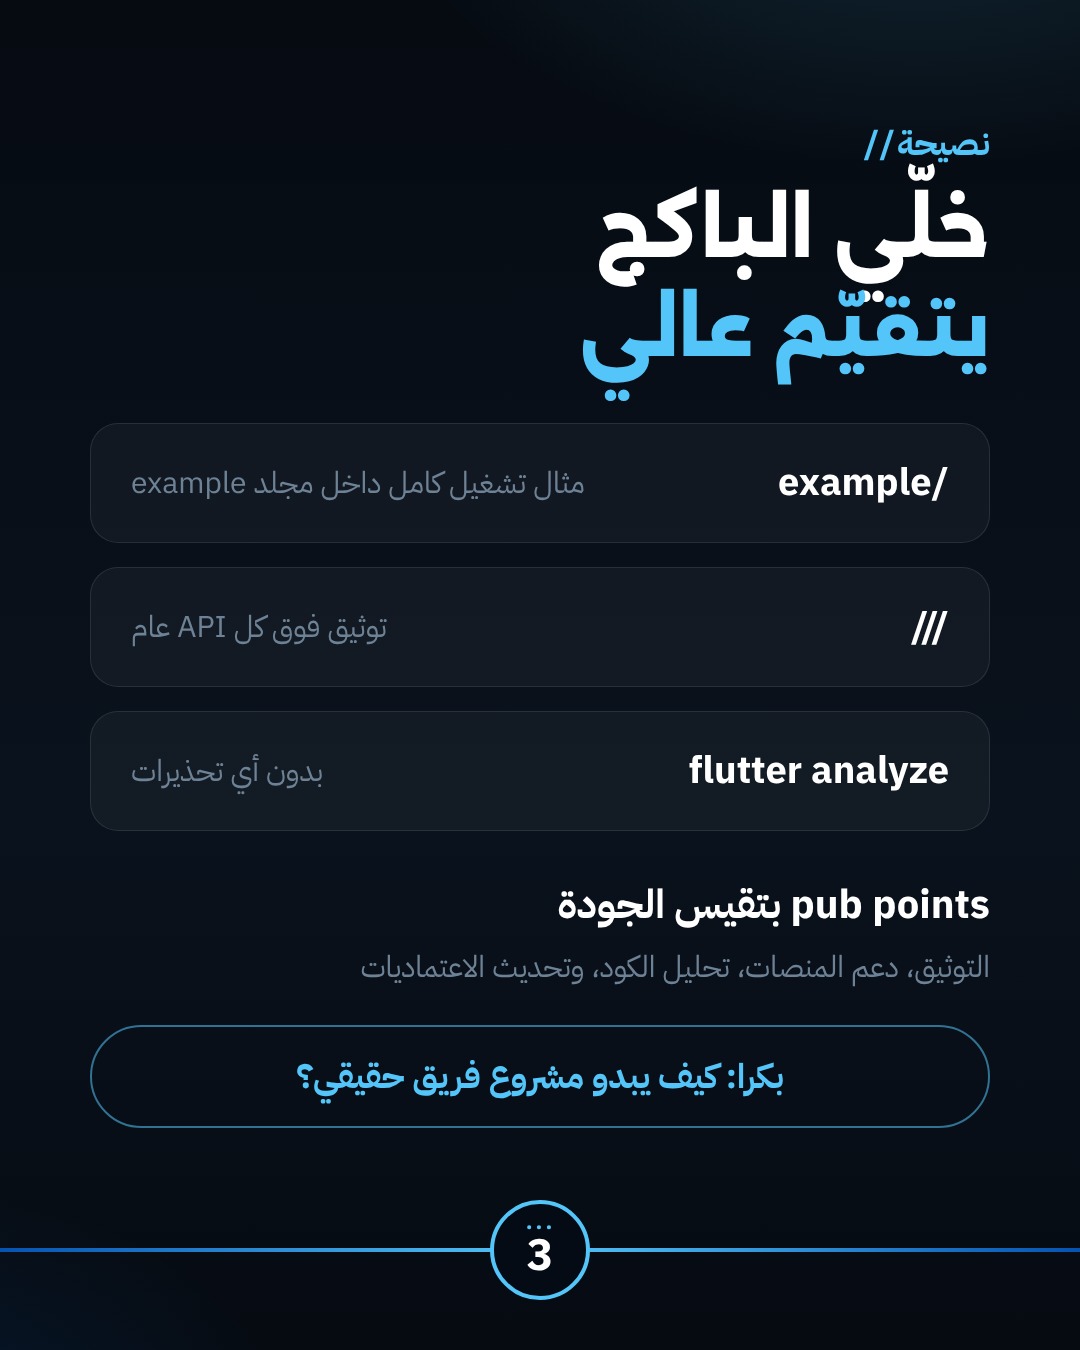 نصيحة //
خلّي الباكج
يتقيّم عالي
example/
مثال تشغيل كامل داخل مجلد example
///
توثيق فوق كل API عام
flutter analyze
بدون أي تحذيرات
pub points بتقيس الجودة
التوثيق، دعم المنصات، تحليل الكود، وتحديث الاعتماديات
بكرا: كيف يبدو مشروع فريق حقيقي؟
...
3